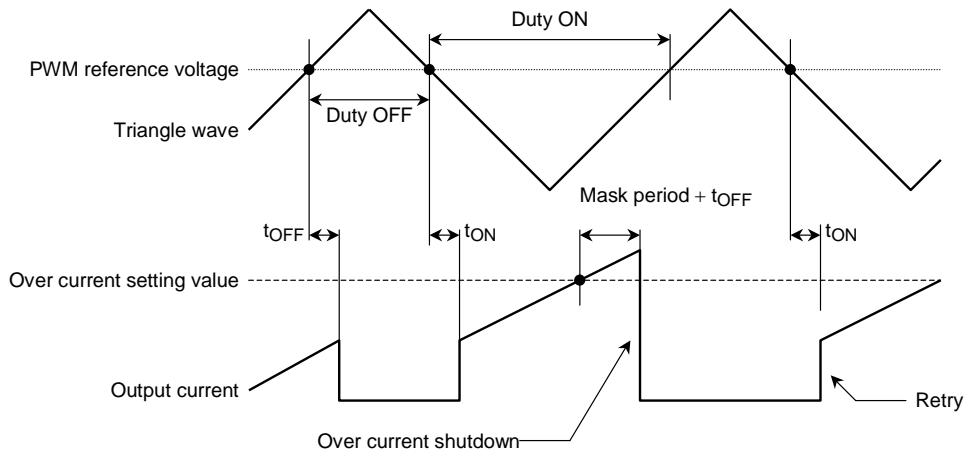 Duty ON
PWM reference voltage
Duty OFF
Triangle wave
Mask period + tOFF
tOFF
tON
tON
Over current setting value
Output current
Retry
Over current shutdown